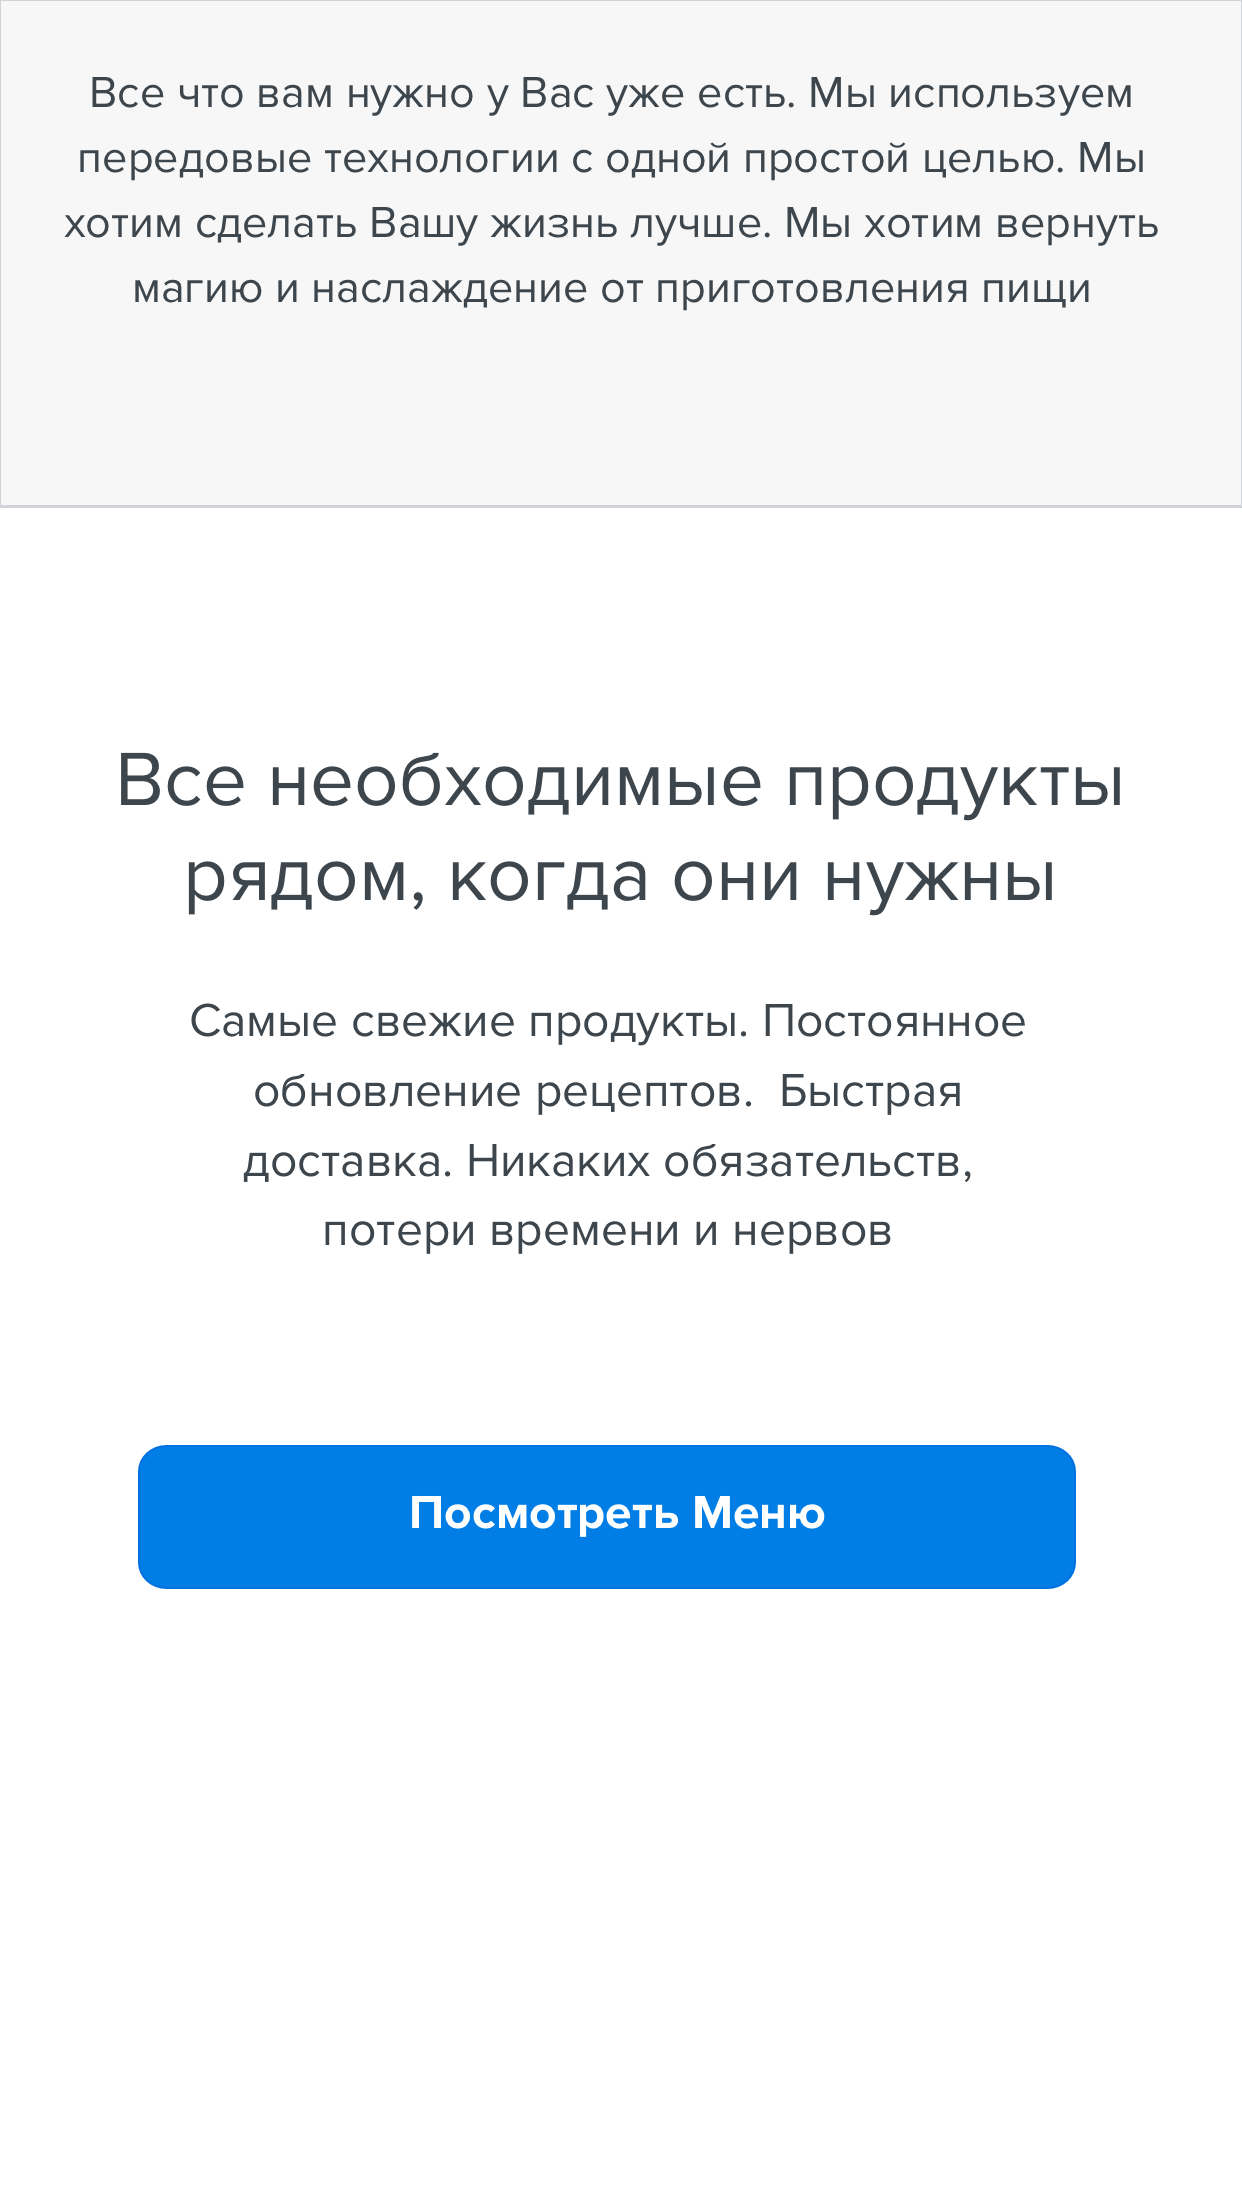 Все что вам нужно у Вас уже есть. Мы используем
передовые технологии с одной простой целью. Мы
хотим сделать Вашу жизнь лучше. Мы хотим вернуть
магию и наслаждение от приготовления пищи
Все необходимые продукты
рядом, когда они нужны
Самые свежие продукты. Постоянное
обновление рецептов.  Быстрая
доставка. Никаких обязательств,
потери времени и нервов
Посмотреть Меню